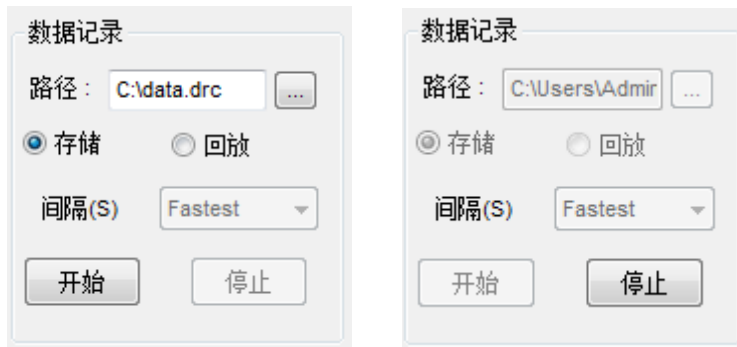 数据记录
路径： C:\data.drc ...
存储 回放
间隔(S) Fastest
开始 停止
数据记录
路径： C:\Users\Admir ...
存储 回放
间隔(S) Fastest
开始 停止